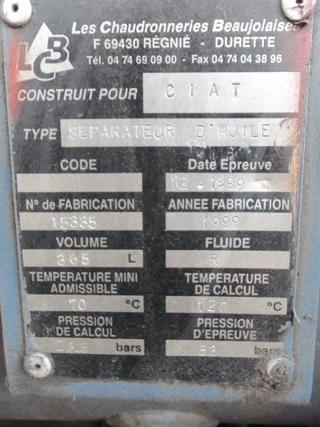 LCB
Les Chaudronneries Beaujolaises
F 69430 RÉGNIÉ - DURETTE
Tél. 04 74 69 09 00 - Fax 04 74 04 38 96
CONSTRUIT POUR CIAT
TYPE SEPARATEUR D'HUILE
CODE Date Epreuve
12.1999
N° de FABRICATION ANNEE FABRICATION
15335 1999
VOLUME FLUIDE
365 L R
TEMPERATURE MINI ADMISSIBLE TEMPERATURE DE CALCUL
10 °C 120 °C
PRESSION DE CALCUL PRESSION D'EPREUVE
bars bars